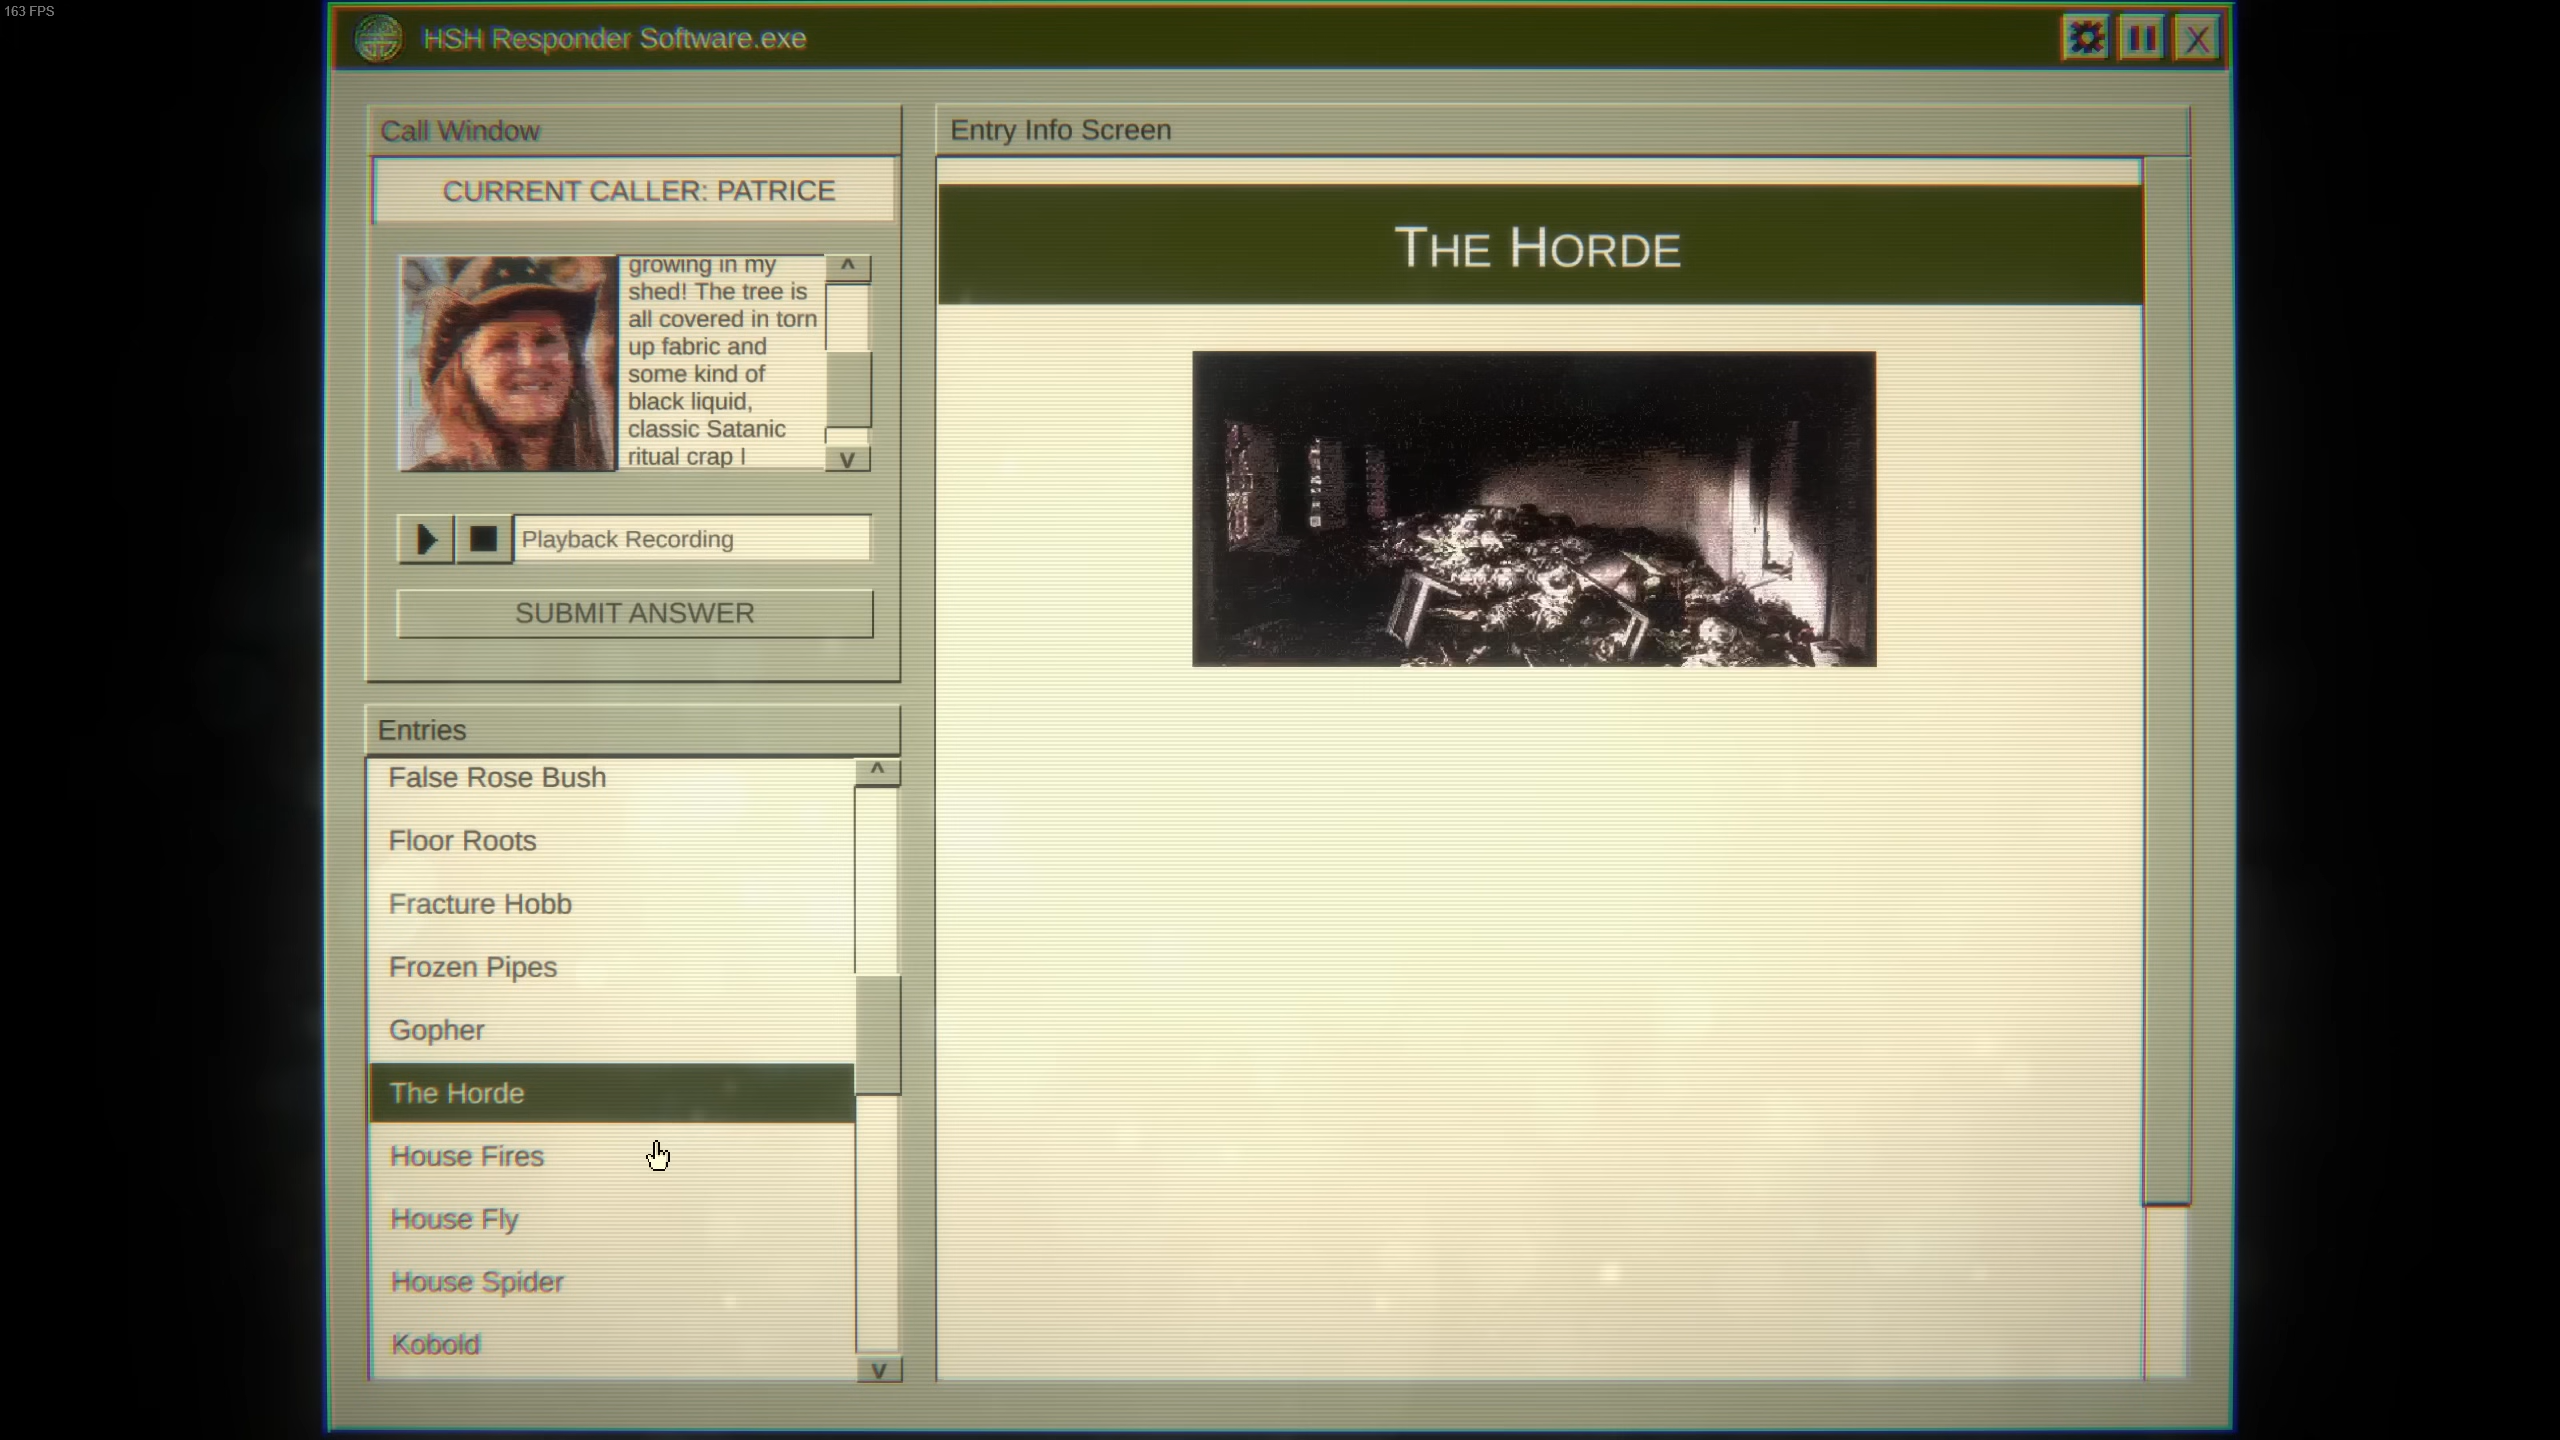 163 FPS
HSH Responder Software.exe
X
Call Window
CURRENT CALLER: PATRICE
growing in my
shed! The tree is
all covered in torn
up fabric and
some kind of
black liquid,
classic Satanic
ritual crap I
Playback Recording
SUBMIT ANSWER
Entries
False Rose Bush
Floor Roots
Fracture Hobb
Frozen Pipes
Gopher
The Horde
House Fires
House Fly
House Spider
Kobold
Entry Info Screen
THE HORDE